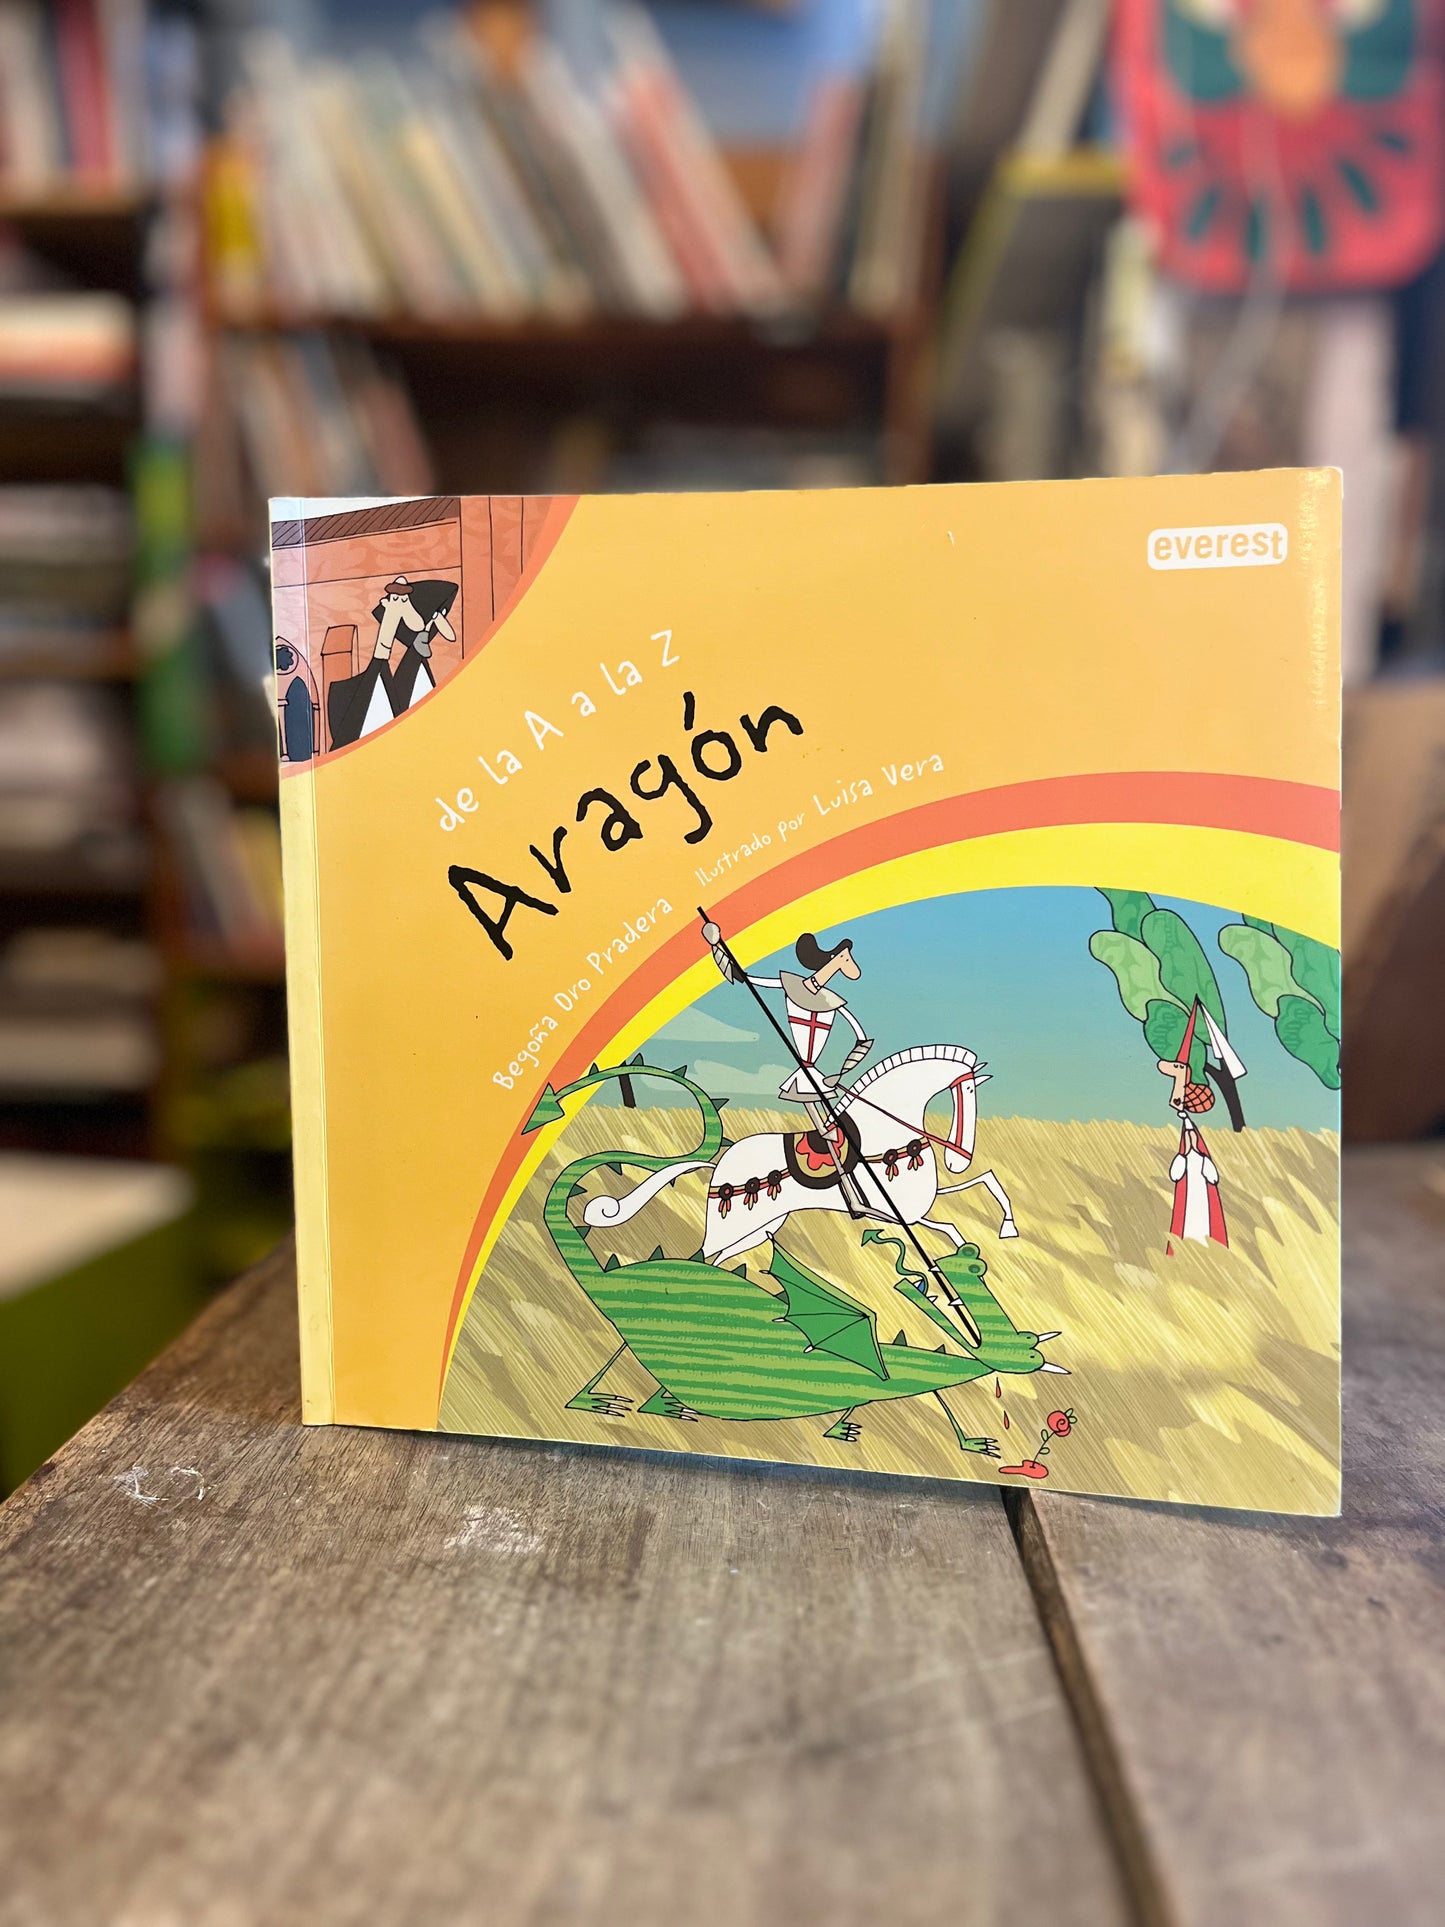 everest
de la A a la Z
Aragón
Begoña Oro Pradera
Ilustrado por Luisa Vera